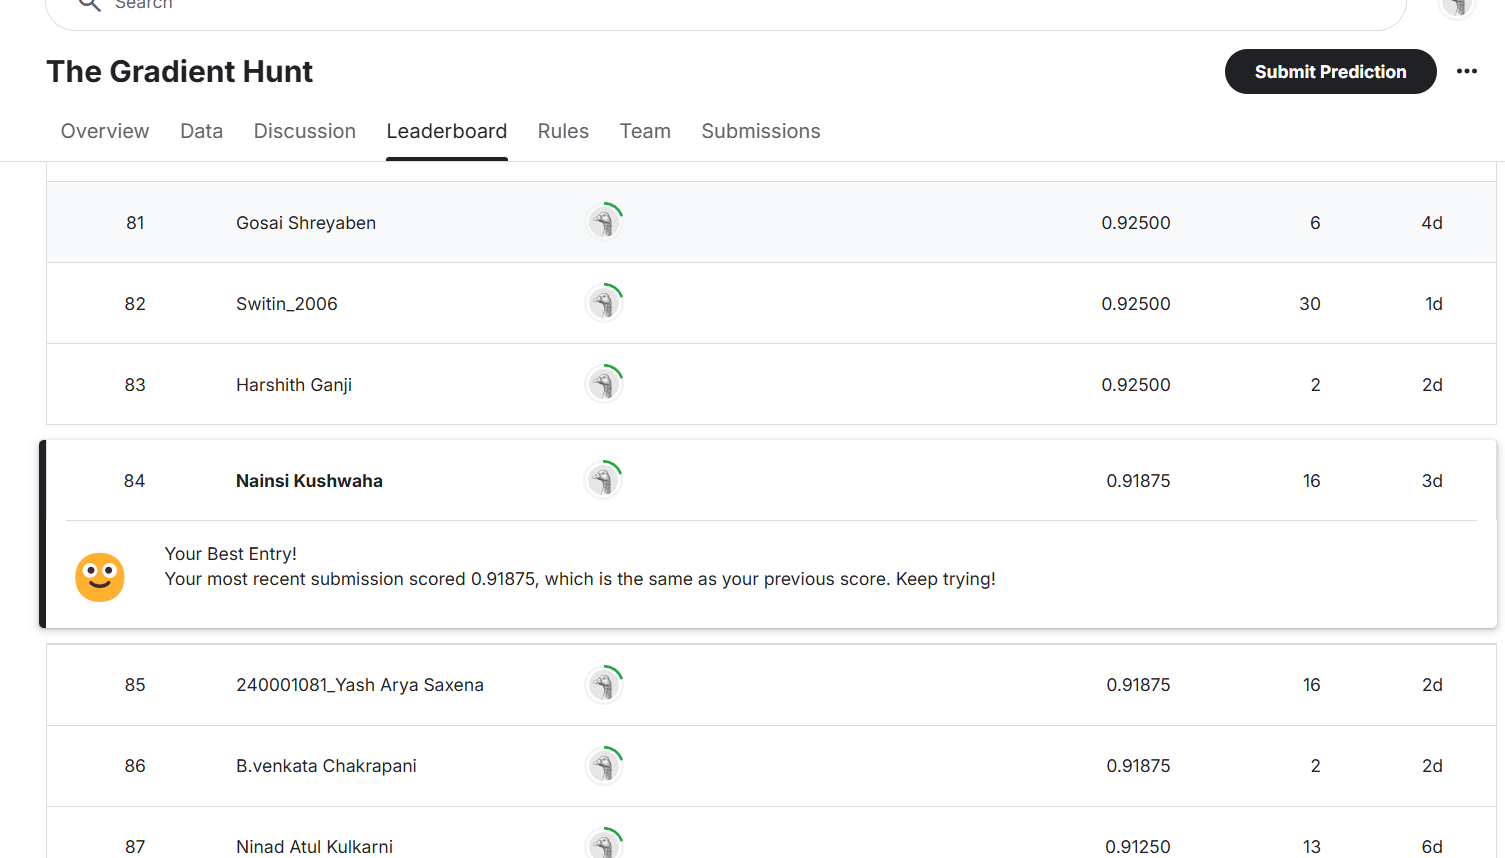 Search
The Gradient Hunt
Submit Prediction
Overview Data Discussion Leaderboard Rules Team Submissions
81 Gosai Shreyaben 0.92500 6 4d
82 Switin_2006 0.92500 30 1d
83 Harshith Ganji 0.92500 2 2d
84 Nainsi Kushwaha 0.91875 16 3d
Your Best Entry!
Your most recent submission scored 0.91875, which is the same as your previous score. Keep trying!
85 240001081_Yash Arya Saxena 0.91875 16 2d
86 B.venkata Chakrapani 0.91875 2 2d
87 Ninad Atul Kulkarni 0.91250 13 6d